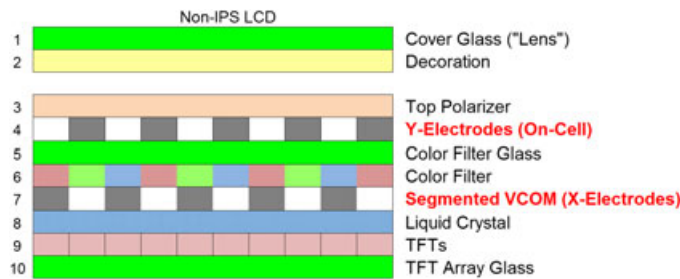 Non-IPS LCD
1 Cover Glass ("Lens")
2 Decoration
3 Top Polarizer
4 Y-Electrodes (On-Cell)
5 Color Filter Glass
6 Color Filter
7 Segmented VCOM (X-Electrodes)
8 Liquid Crystal
9 TFTs
10 TFT Array Glass